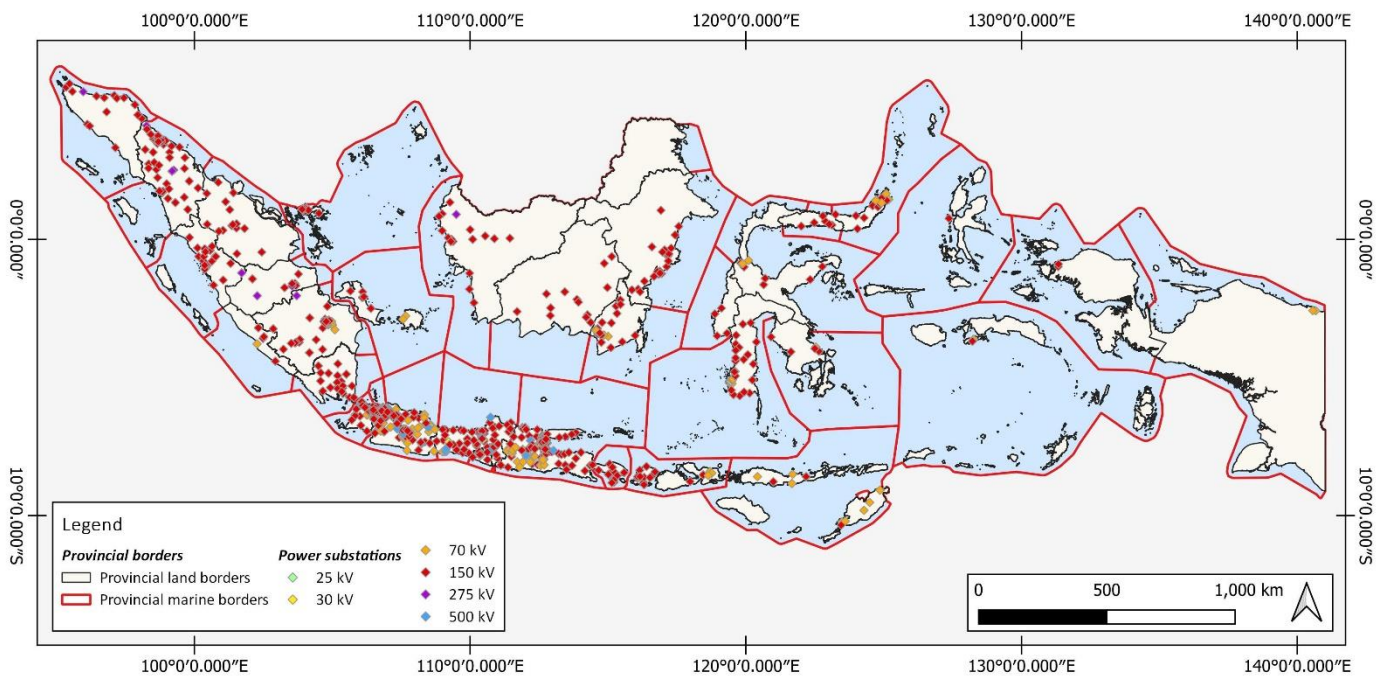 100°0′0.000″E 110°0′0.000″E 120°0′0.000″E 130°0′0.000″E 140°0′0.000″E
0°0′0.000″
0°0′0.000″
10°0′0.000″S
10°0′0.000″S
Legend
Provincial borders
Provincial land borders
Provincial marine borders
Power substations
25 kV
30 kV
70 kV
150 kV
275 kV
500 kV
0 500 1,000 km
100°0′0.000″E 110°0′0.000″E 120°0′0.000″E 130°0′0.000″E 140°0′0.000″E